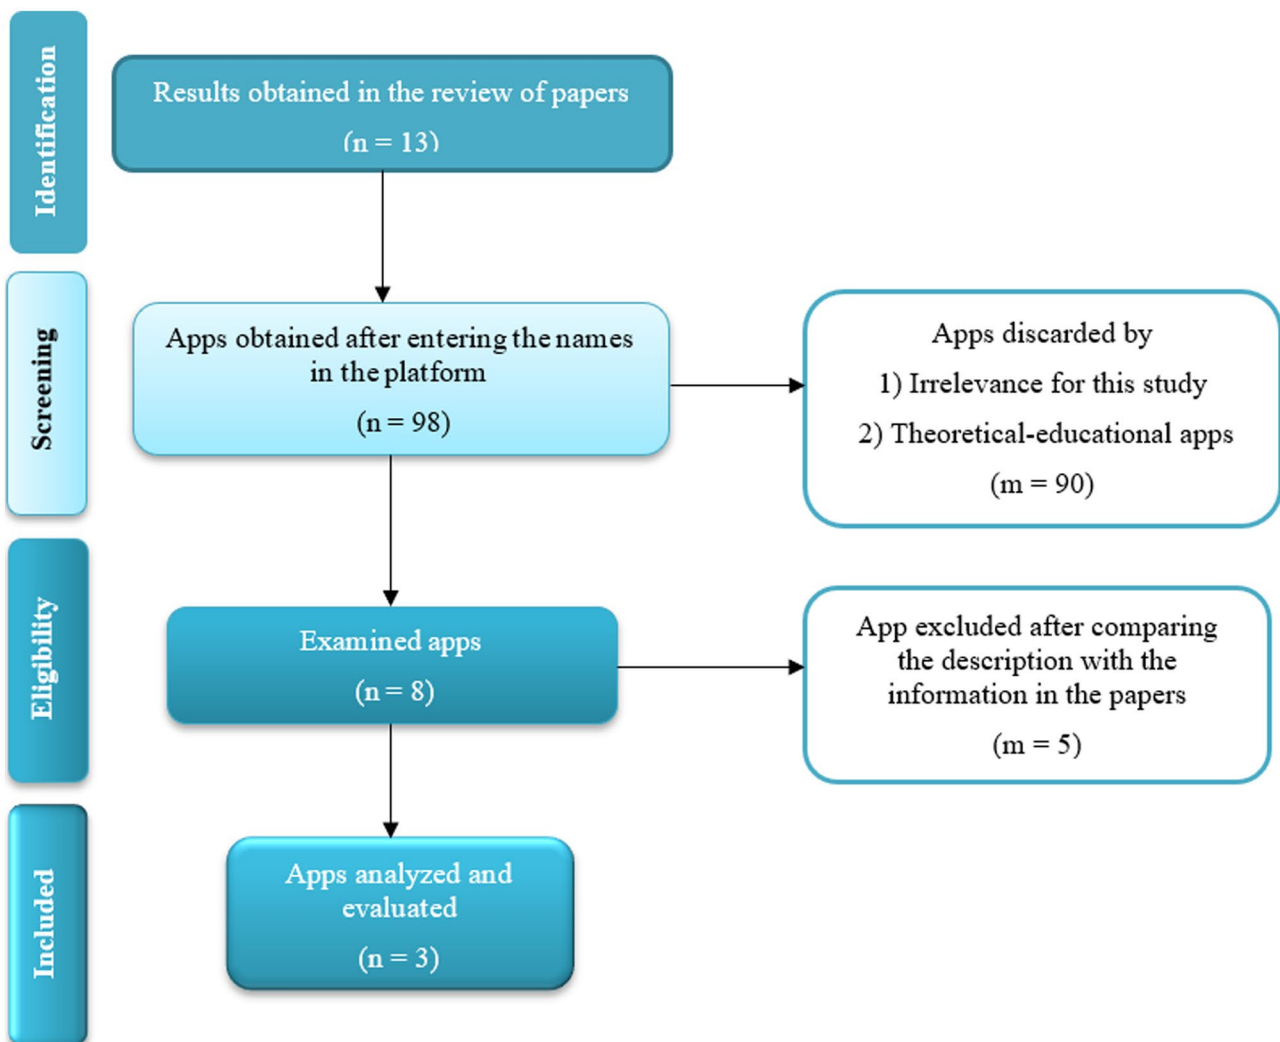 Identification
Results obtained in the review of papers
(n = 13)
Screening
Apps obtained after entering the names
in the platform
(n = 98)
Apps discarded by
1) Irrelevance for this study
2) Theoretical-educational apps
(m = 90)
Eligibility
Examined apps
(n = 8)
App excluded after comparing
the description with the
information in the papers
(m = 5)
Included
Apps analyzed and
evaluated
(n = 3)